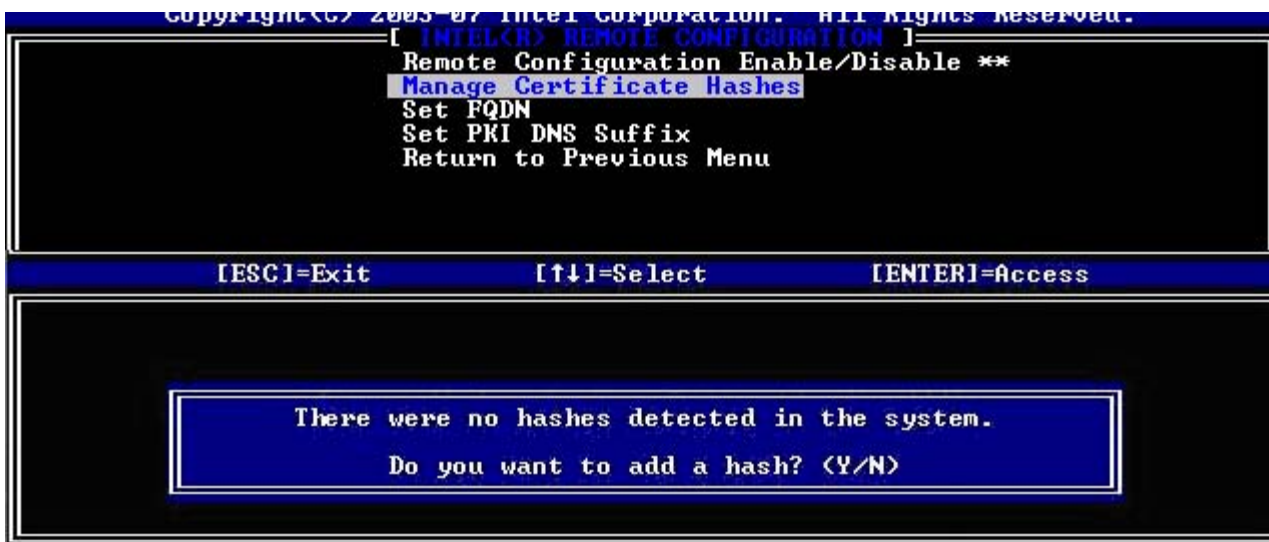 Copyright(C) 2003-07 Intel Corporation. All Rights Reserved.
[ INTEL(R) REMOTE CONFIGURATION ]
Remote Configuration Enable/Disable **
Manage Certificate Hashes
Set FQDN
Set PKI DNS Suffix
Return to Previous Menu
[ESC]=Exit [↑↓]=Select [ENTER]=Access
There were no hashes detected in the system.
Do you want to add a hash? (Y/N)